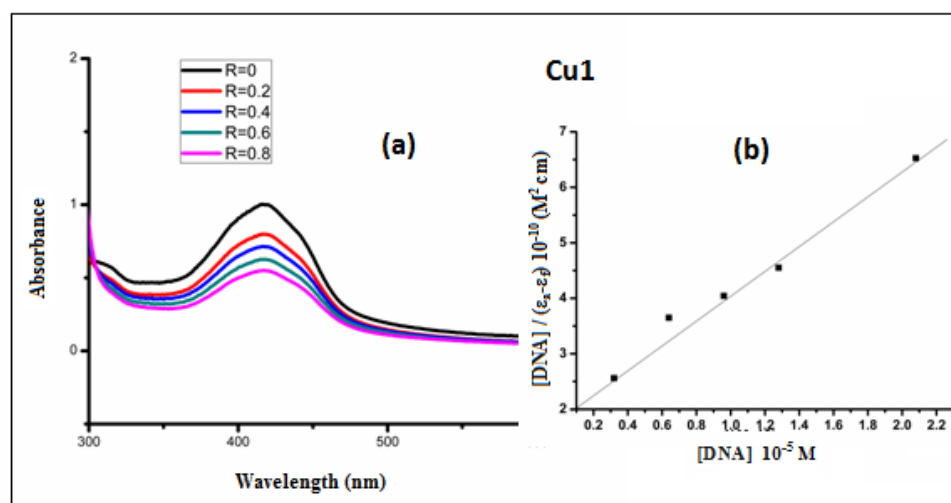 Cu1
2
1
0
Absorbance
R=0
R=0.2
R=0.4
R=0.6
R=0.8
(a)
300
400
500
Wavelength (nm)
(b)
7
6
5
4
3
2
[DNA] / (εa-εf) 10⁻¹⁰ (M² cm)
0.2 0.4 0.6 0.8 1.0 1.2 1.4 1.6 1.8 2.0 2.2
[DNA] 10⁻⁵ M